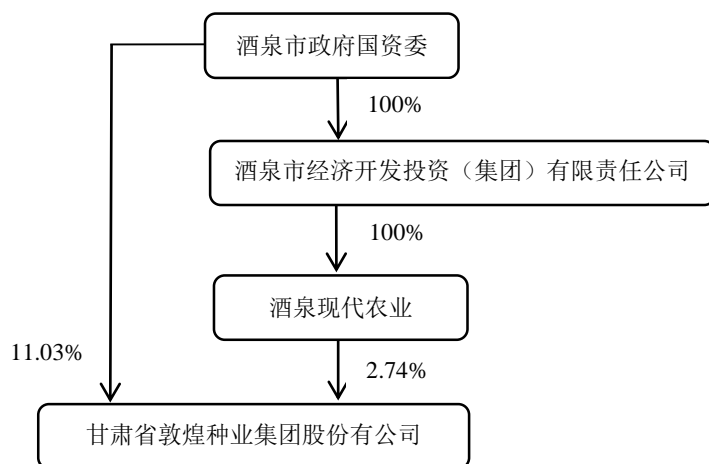 酒泉市政府国资委
100%
酒泉市经济开发投资（集团）有限责任公司
100%
酒泉现代农业
11.03%
2.74%
甘肃省敦煌种业集团股份有公司